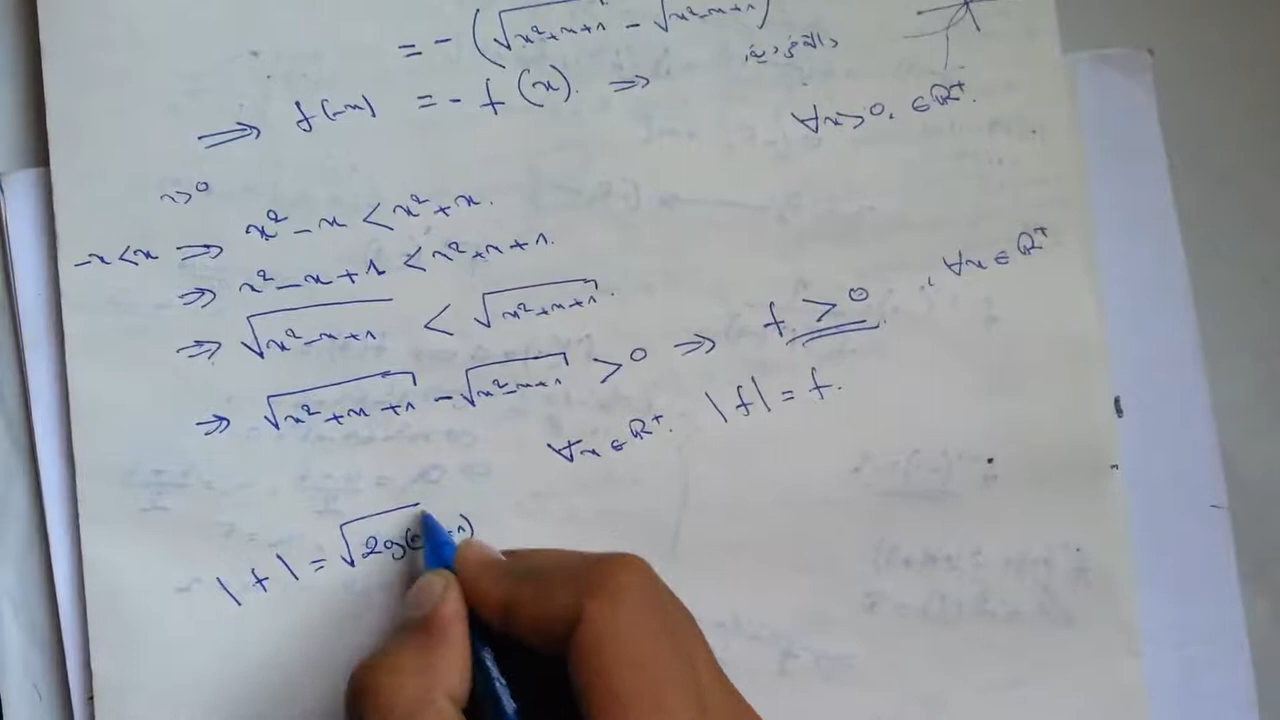 = - (√(x²+x+1) - √(x²-x+1))
⇒ f(-x) = - f(x). ⇒
∀x>0. ∈ℝ⁺.
x>0
-x<x ⇒ x² - x < x² + x.
⇒ x² - x + 1 < x² + x + 1.
⇒ √(x² - x + 1) < √(x² + x + 1).
⇒ √(x² + x + 1) - √(x² - x + 1) > 0 ⇒ f. > 0 , ∀x ∈ ℝ⁺
∀x ∈ ℝ⁺. |f| = f.
|f| = √2g(